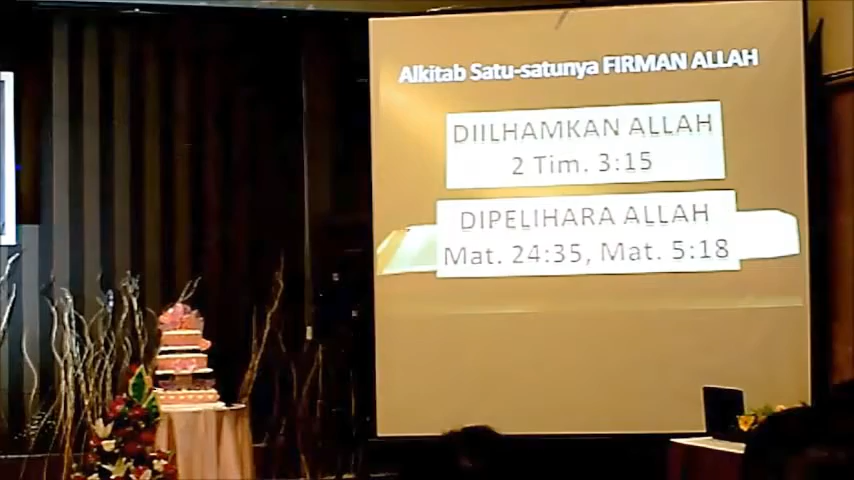 Alkitab Satu-satunya FIRMAN ALLAH
DIILHAMKAN ALLAH
2 Tim. 3:15
DIPELIHARA ALLAH
Mat. 24:35, Mat. 5:18